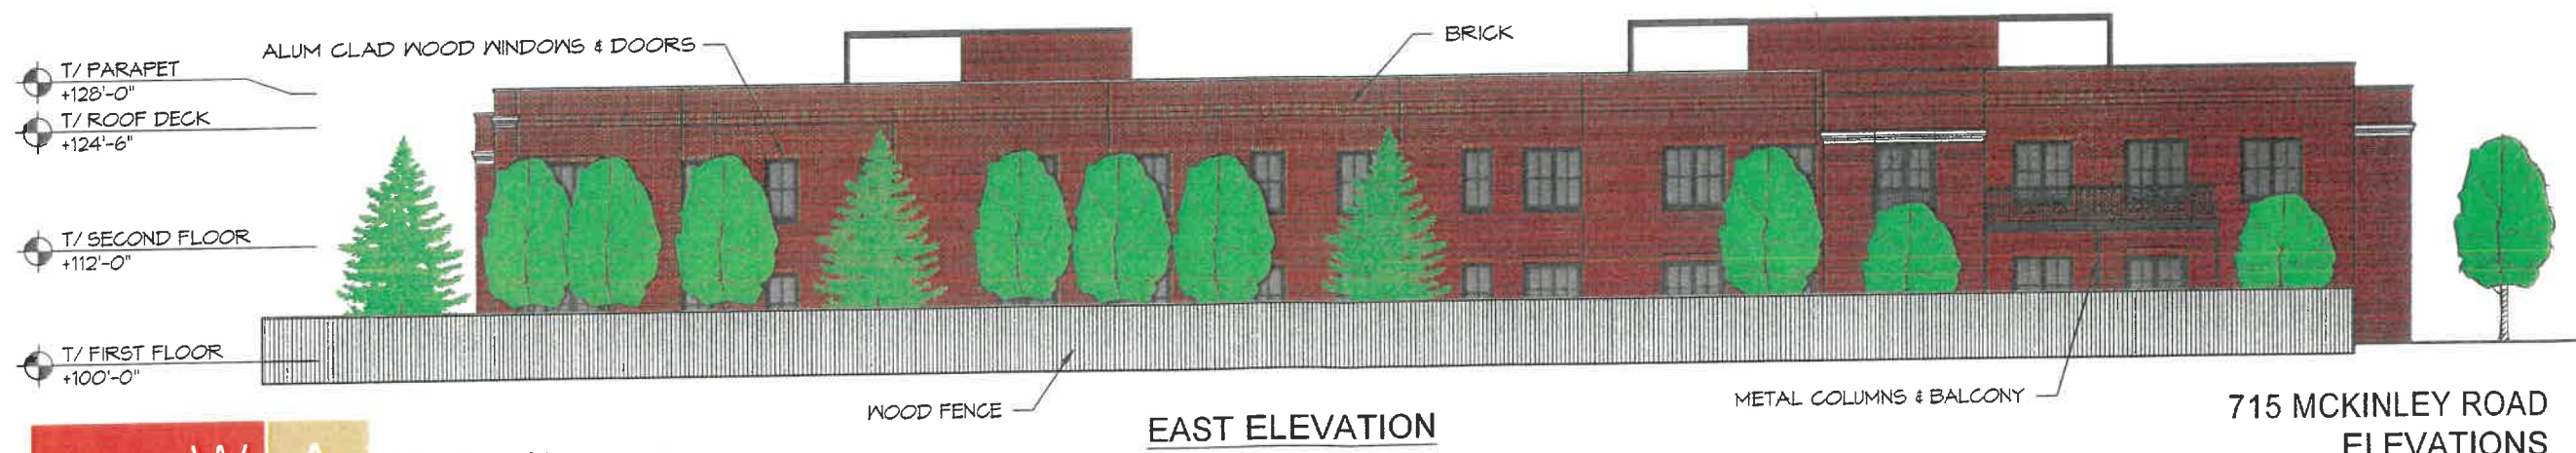 ALUM CLAD WOOD WINDOWS & DOORS
BRICK
T/ PARAPET
+128'-0"
T/ ROOF DECK
+124'-6"
T/ SECOND FLOOR
+112'-0"
T/ FIRST FLOOR
+100'-0"
WOOD FENCE
METAL COLUMNS & BALCONY
EAST ELEVATION
715 MCKINLEY ROAD
ELEVATIONS